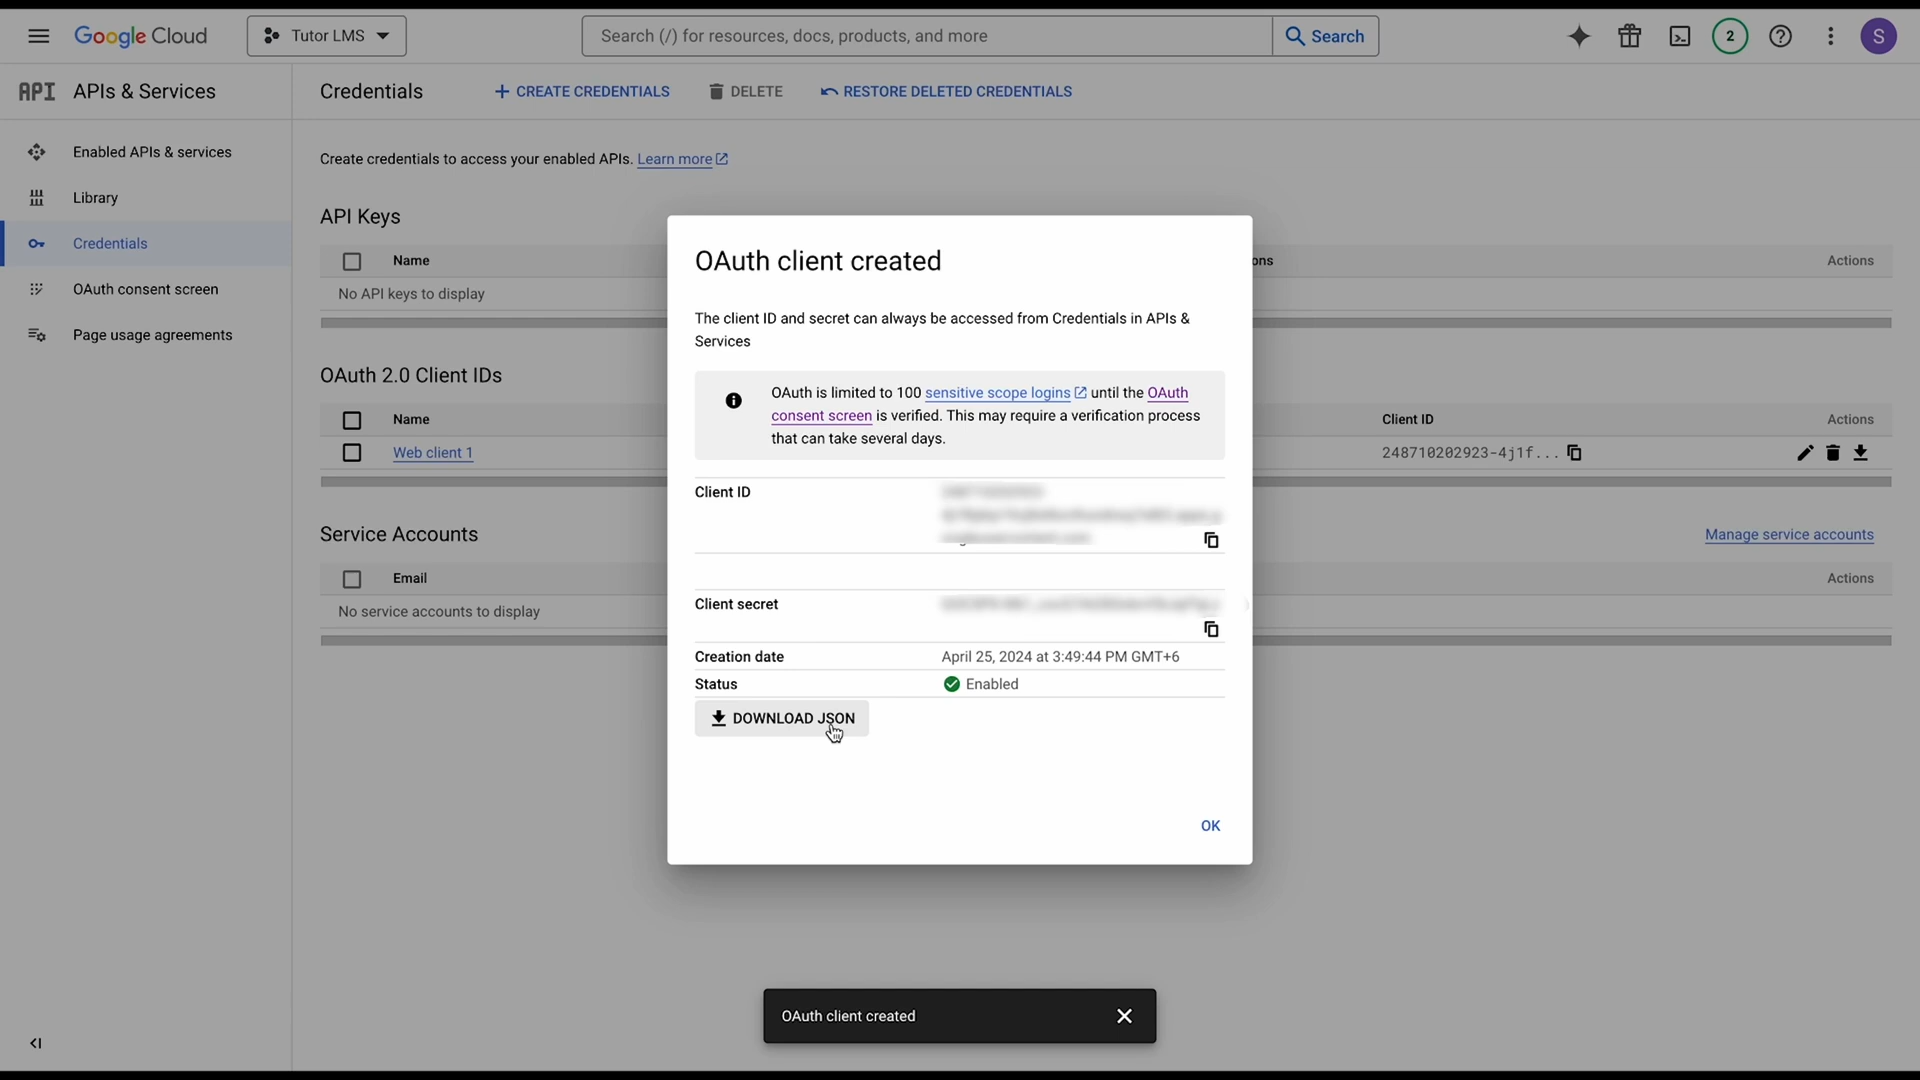 Google Cloud
Tutor LMS
Search (/) for resources, docs, products, and more
Search
2
S
API
APIs & Services
Credentials
CREATE CREDENTIALS
DELETE
RESTORE DELETED CREDENTIALS
Enabled APIs & services
Library
Credentials
OAuth consent screen
Page usage agreements
Create credentials to access your enabled APIs. Learn more
API Keys
Name
ons
Actions
No API keys to display
OAuth 2.0 Client IDs
Name
Client ID
Actions
Web client 1
248710202923-4j1f...
Service Accounts
Manage service accounts
Email
Actions
No service accounts to display
OAuth client created
The client ID and secret can always be accessed from Credentials in APIs &
Services
OAuth is limited to 100 sensitive scope logins until the OAuth
consent screen is verified. This may require a verification process
that can take several days.
Client ID
Client secret
Creation date
April 25, 2024 at 3:49:44 PM GMT+6
Status
Enabled
DOWNLOAD JSON
OK
OAuth client created